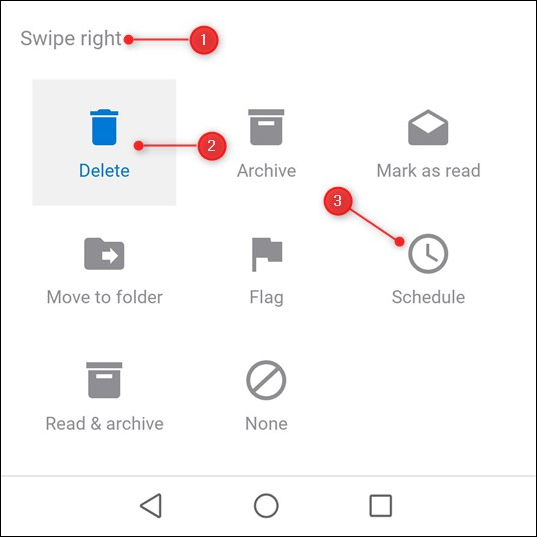 Swipe right 1
2
Delete Archive Mark as read
3
Move to folder Flag Schedule
Read & archive None